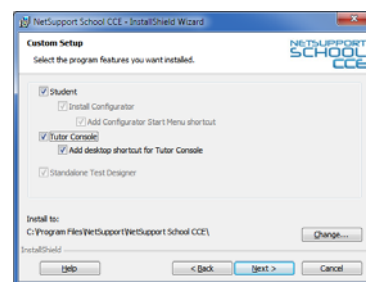 NetSupport School CCE - InstallShield Wizard
Custom Setup
Select the program features you want installed.
NETSUPPORT
SCHOOL
CCE
Student
Install Configurator
Add Configurator Start Menu shortcut
Tutor Console
Add desktop shortcut for Tutor Console
Standalone Test Designer
Install to:
C:\Program Files\NetSupport\NetSupport School CCE\
Change...
InstallShield
Help
< Back
Next >
Cancel